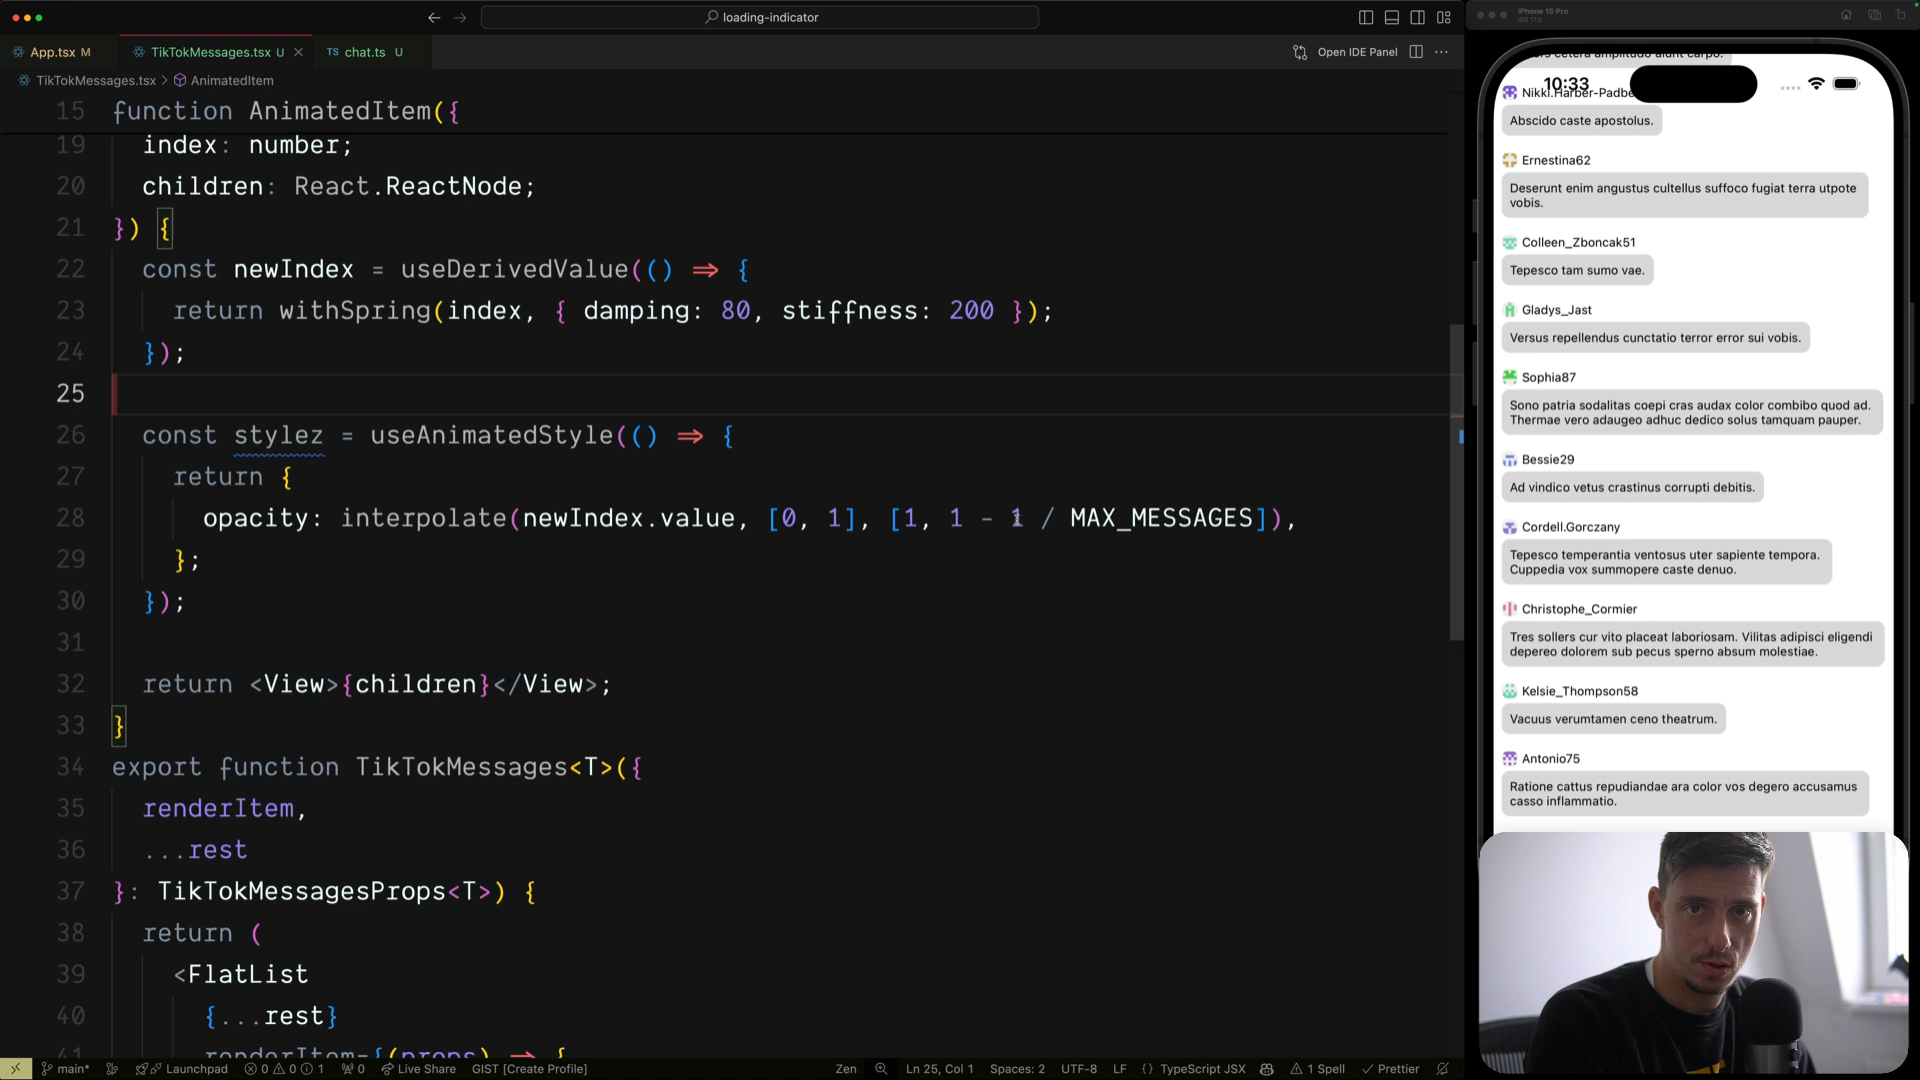 loading-indicator
iPhone 15 Pro
iOS 17.5
App.tsx M
TikTokMessages.tsx U
TS chat.ts U
Open IDE Panel
TikTokMessages.tsx > AnimatedItem
15 function AnimatedItem({
19 index: number;
20 children: React.ReactNode;
21 }) {
22 const newIndex = useDerivedValue(() => {
23 return withSpring(index, { damping: 80, stiffness: 200 });
24 });
25
26 const stylez = useAnimatedStyle(() => {
27 return {
28 opacity: interpolate(newIndex.value, [0, 1], [1, 1 - 1 / MAX_MESSAGES]),
29 };
30 });
31
32 return <View>{children}</View>;
33 }
34 export function TikTokMessages<T>({
35 renderItem,
36 ...rest
37 }: TikTokMessagesProps<T>) {
38 return (
39 <FlatList
40 {...rest}
41 renderItem={(props) => {
main*
Launchpad
0 0 1
0
Live Share
GIST [Create Profile]
Zen
Ln 25, Col 1
Spaces: 2
UTF-8
LF
{ } TypeScript JSX
1 Spell
Prettier
10:33
Nikki.Harber-Padbe
Abscido caste apostolus.
Ernestina62
Deserunt enim angustus cultellus suffoco fugiat terra utpote
vobis.
Colleen_Zboncak51
Tepesco tam sumo vae.
Gladys_Jast
Versus repellendus cunctatio terror error sui vobis.
Sophia87
Sono patria sodalitas coepi cras audax color combibo quod ad.
Thermae vero adaugeo adhuc dedico solus tamquam pauper.
Bessie29
Ad vindico vetus crastinus corrupti debitis.
Cordell.Gorczany
Tepesco temperantia ventosus uter sapiente tempora.
Cuppedia vox summopere caste denuo.
Christophe_Cormier
Tres sollers cur vito placeat laboriosam. Vilitas adipisci eligendi
depereo dolorem sub pecus sperno absum molestiae.
Kelsie_Thompson58
Vacuus verumtamen ceno theatrum.
Antonio75
Ratione cattus repudiandae ara color vos degero accusamus
casso inflammatio.